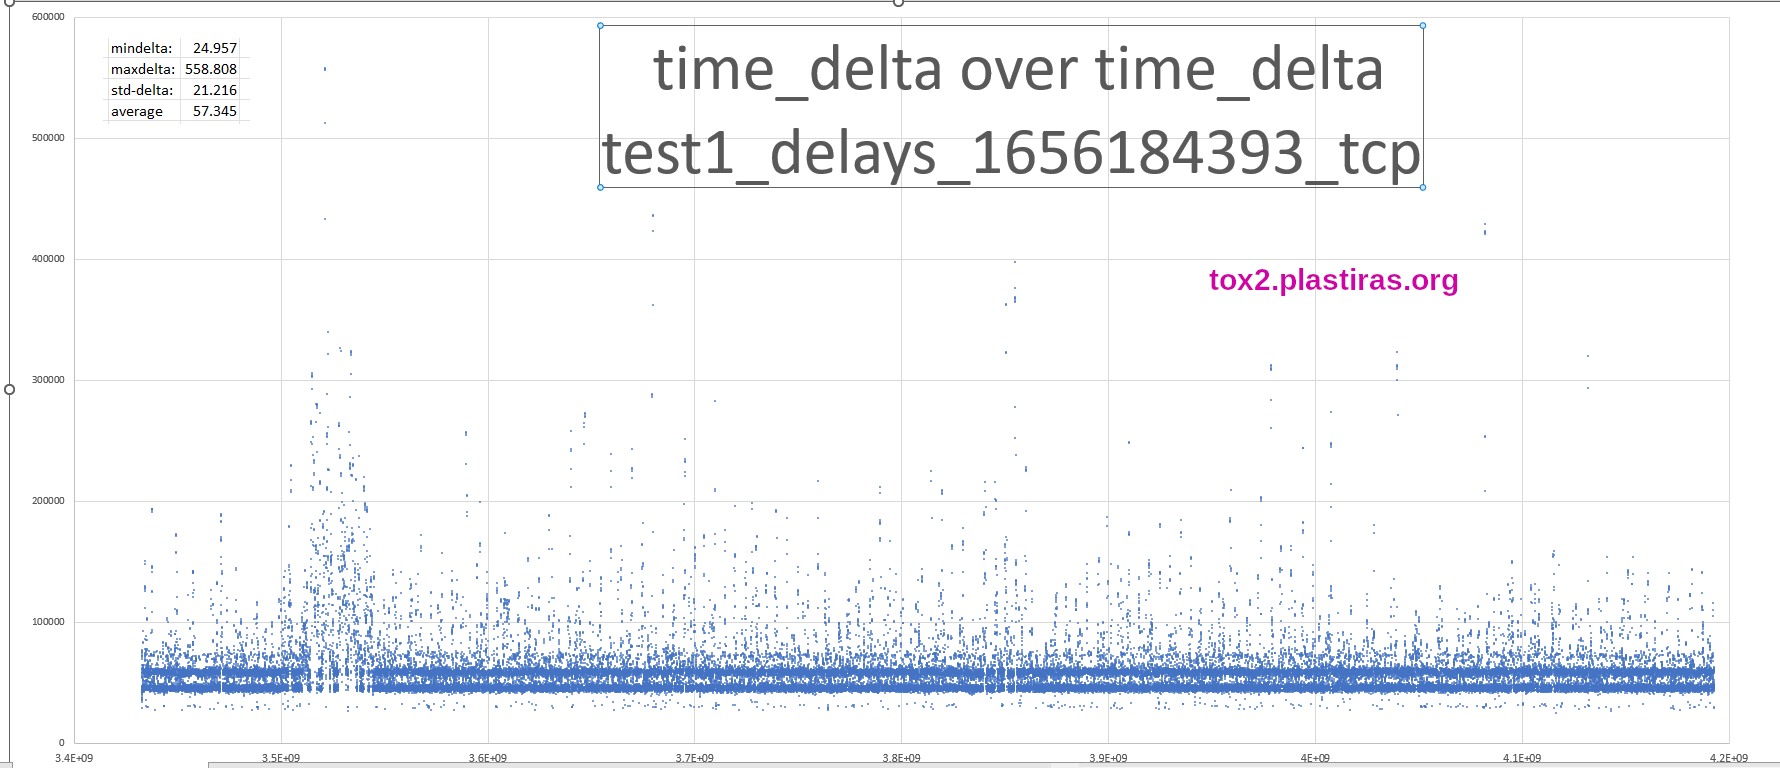 600000
mindelta: 24.957
maxdelta: 558.808
std-delta: 21.216
average 57.345
time_delta over time_delta
test1_delays_1656184393_tcp
500000
400000
tox2.plastiras.org
300000
200000
100000
0
3.4E+09 3.5E+09 3.6E+09 3.7E+09 3.8E+09 3.9E+09 4E+09 4.1E+09 4.2E+09